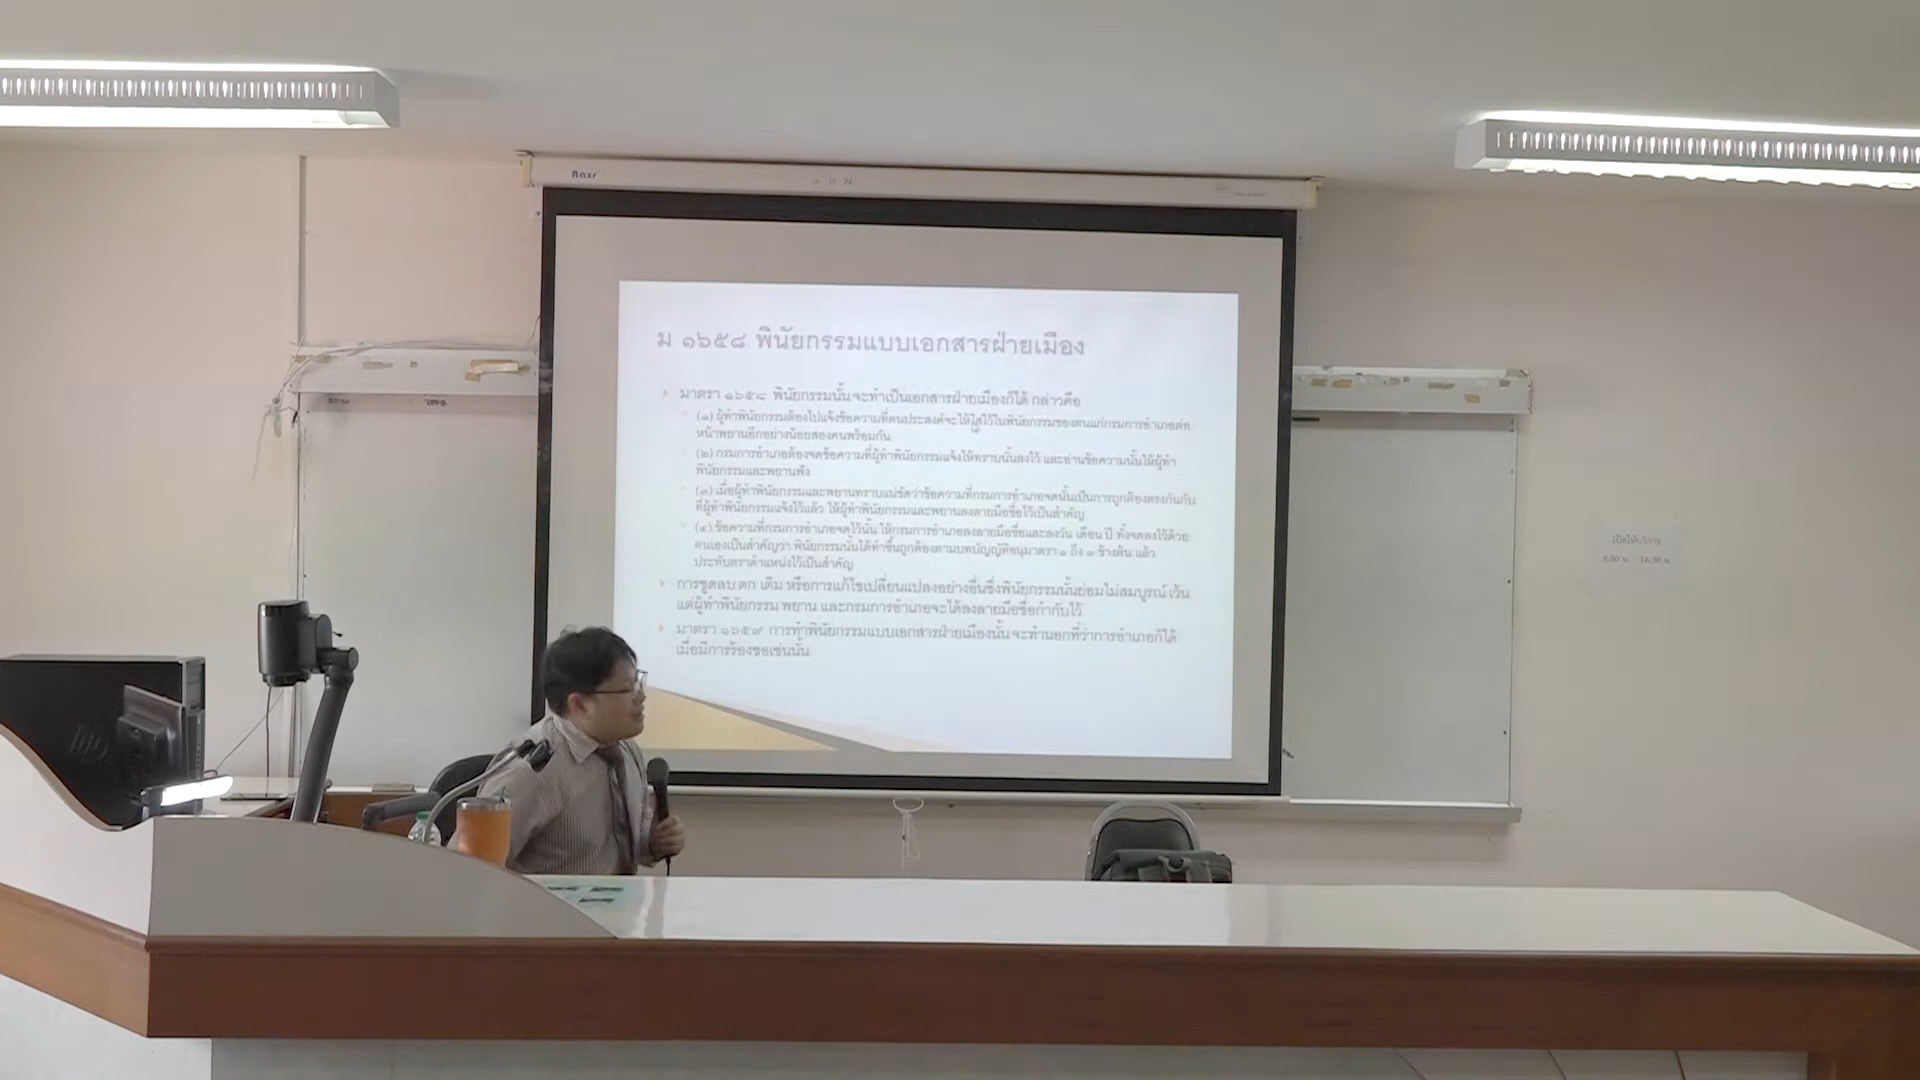 ม ๑๖๕๘ พินัยกรรมแบบเอกสารฝ่ายเมือง
มาตรา ๑๖๕๘ พินัยกรรมนั้น จะทำเป็นเอกสารฝ่ายเมืองก็ได้ กล่าวคือ
(๑) ผู้ทำพินัยกรรมต้องไปแจ้งข้อความที่ตนประสงค์จะให้ใส่ไว้ในพินัยกรรมของตนแก่กรมการอำเภอต่อ
หน้าพยานอีกอย่างน้อยสองคนพร้อมกัน
(๒) กรมการอำเภอต้องจดข้อความที่ผู้ทำพินัยกรรมแจ้งให้ทราบนั้นลงไว้ และอ่านข้อความนั้นให้ผู้ทำ
พินัยกรรมและพยานฟัง
(๓) เมื่อผู้ทำพินัยกรรมและพยานทราบแน่ชัดว่าข้อความที่กรมการอำเภอจดนั้นเป็นการถูกต้องตรงกันกับ
ที่ผู้ทำพินัยกรรมแจ้งไว้แล้ว ให้ผู้ทำพินัยกรรมและพยานลงลายมือชื่อไว้เป็นสำคัญ
(๔) ข้อความที่กรมการอำเภอจดไว้นั้น ให้กรมการอำเภอลงลายมือชื่อและลงวัน เดือน ปี ทั้งจดลงไว้ด้วย
ตนเองเป็นสำคัญว่า พินัยกรรมนั้นได้ทำขึ้นถูกต้องตามบทบัญญัติอนุมาตรา ๑ ถึง ๓ ข้างต้น แล้ว
ประทับตราตำแหน่งไว้เป็นสำคัญ
การขูดลบ ตก เติม หรือการแก้ไขเปลี่ยนแปลงอย่างอื่นซึ่งพินัยกรรมนั้นย่อมไม่สมบูรณ์ เว้น
แต่ผู้ทำพินัยกรรม พยาน และกรมการอำเภอจะได้ลงลายมือชื่อกำกับไว้
มาตรา ๑๖๕๙ การทำพินัยกรรมแบบเอกสารฝ่ายเมืองนั้น จะทำนอกที่ว่าการอำเภอก็ได้
เมื่อมีการร้องขอเช่นนั้น
เปิดให้บริการ
8.30 น. - 16.30 น